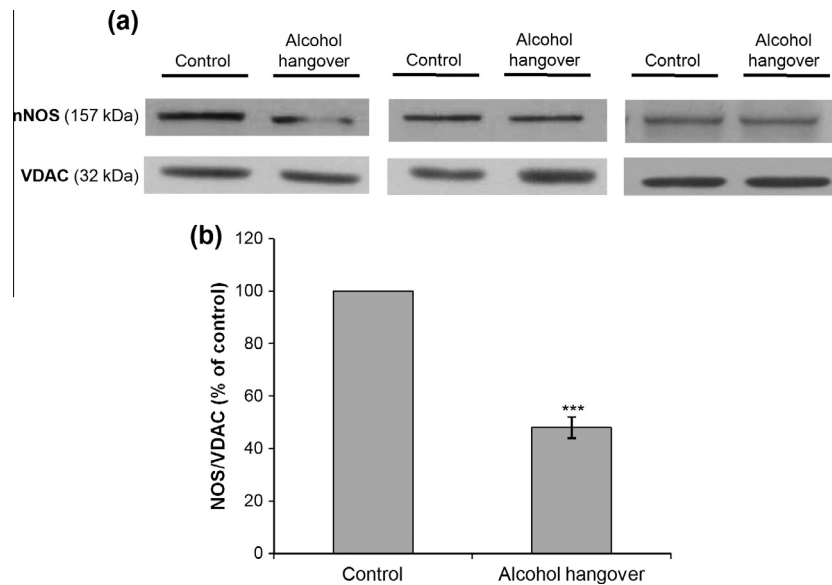 (a)
Control
Alcohol
hangover
Control
Alcohol
hangover
Control
Alcohol
hangover
nNOS (157 kDa)
VDAC (32 kDa)
(b)
120
100
80
60
40
20
0
NOS/VDAC (% of control)
***
Control
Alcohol hangover